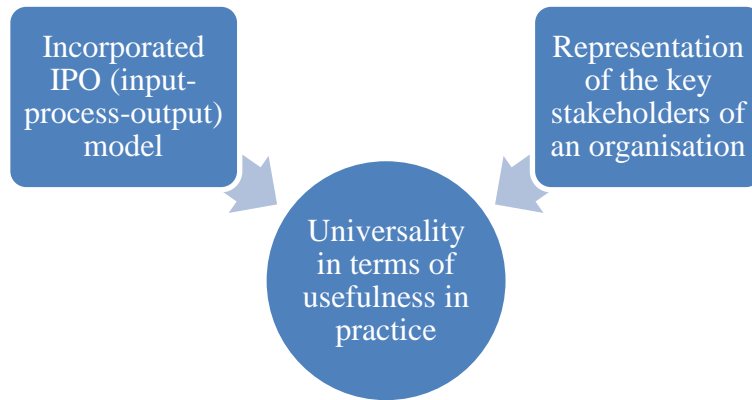 Incorporated
IPO (input-
process-output)
model
Representation
of the key
stakeholders of
an organisation
Universality
in terms of
usefulness in
practice